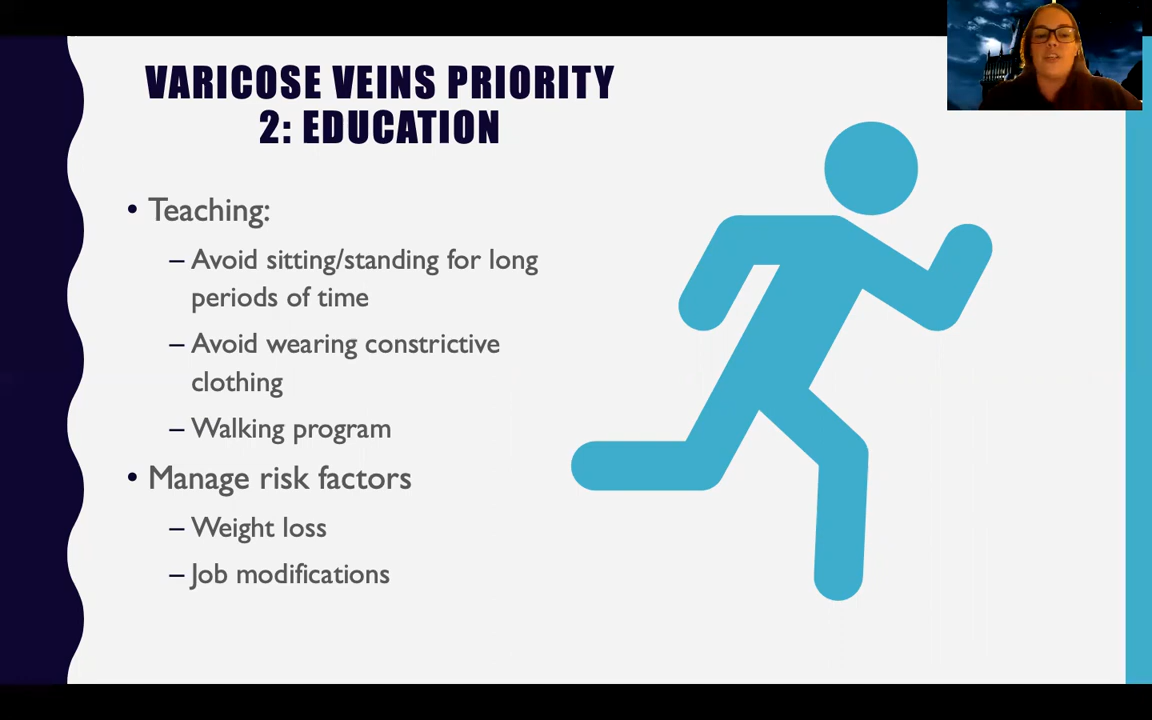 VARICOSE VEINS PRIORITY
2: EDUCATION
• Teaching:
– Avoid sitting/standing for long
periods of time
– Avoid wearing constrictive
clothing
– Walking program
• Manage risk factors
– Weight loss
– Job modifications